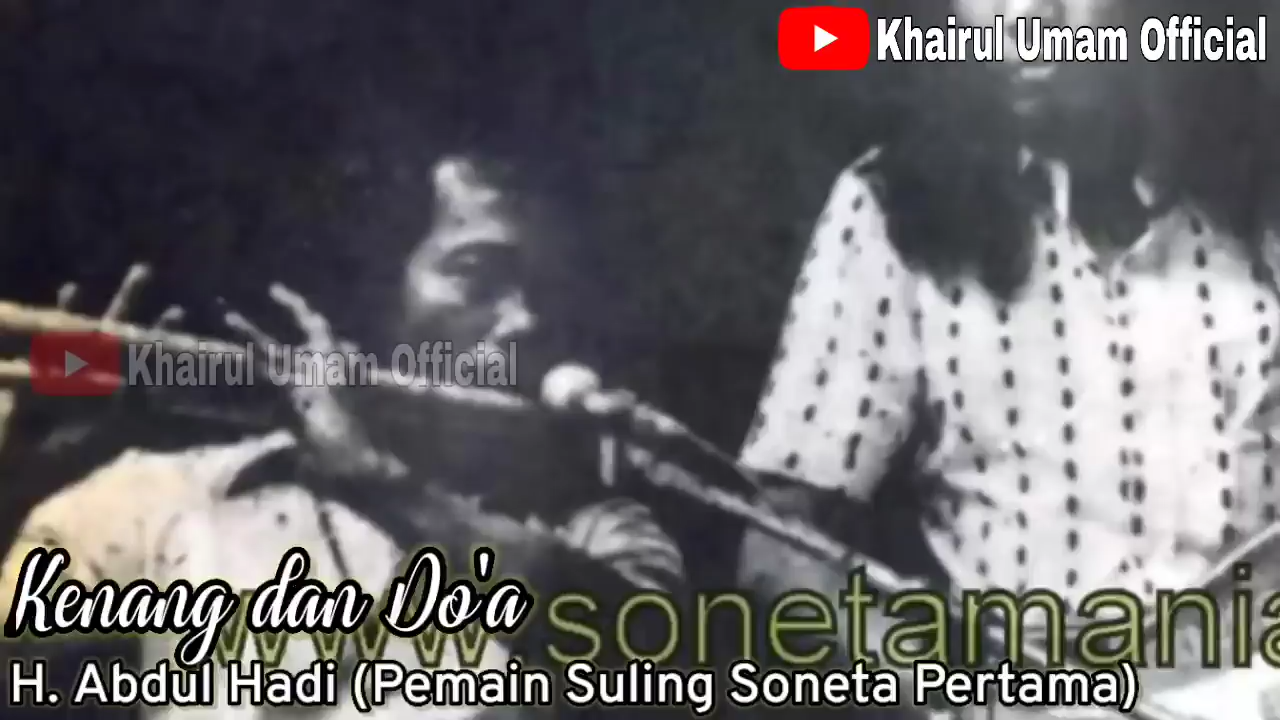 Khairul Umam Official
Khairul Umam Official
Kenang dan Do'a
www.sonetamania
H. Abdul Hadi (Pemain Suling Soneta Pertama)